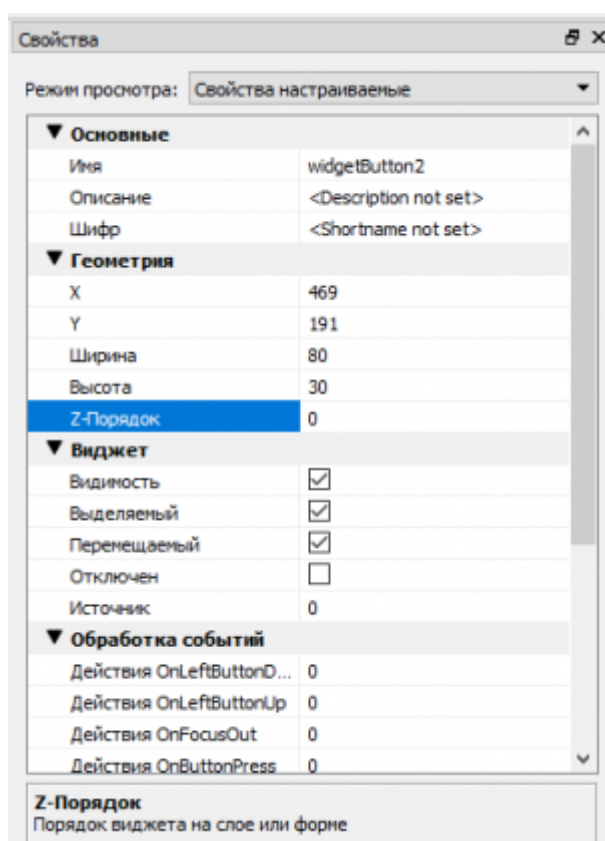 Свойства
Режим просмотра: Свойства настраиваемые
Основные
Имя widgetButton2
Описание <Description not set>
Шифр <Shortname not set>
Геометрия
X 469
Y 191
Ширина 80
Высота 30
Z-Порядок 0
Виджет
Видимость
Выделяемый
Перемещаемый
Отключен
Источник 0
Обработка событий
Действия OnLeftButtonD... 0
Действия OnLeftButtonUp 0
Действия OnFocusOut 0
Действия OnButtonPress 0
Z-Порядок
Порядок виджета на слое или форме